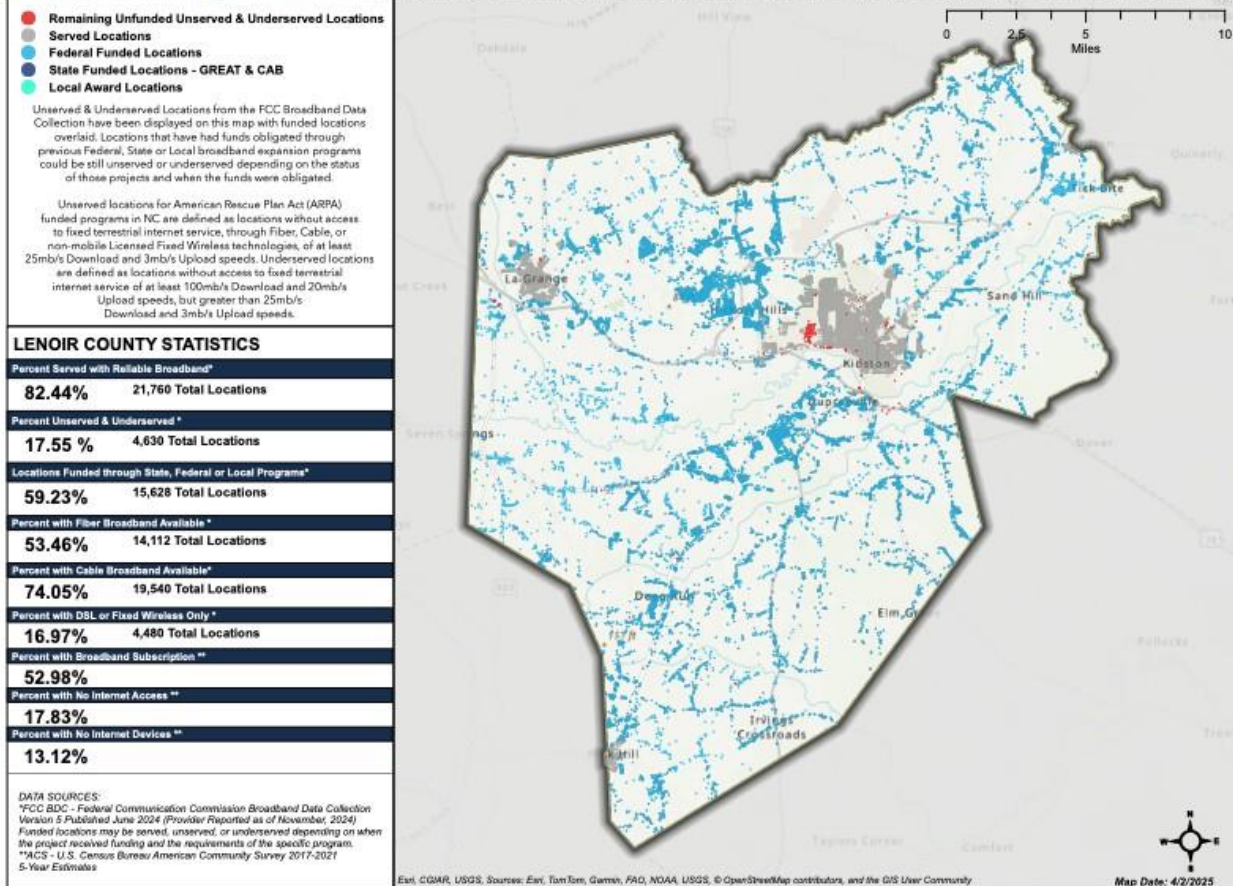 Remaining Unfunded Unserved & Underserved Locations
Served Locations
Federal Funded Locations
State Funded Locations - GREAT & CAB
Local Award Locations
Unserved & Underserved Locations from the FCC Broadband Data
Collection have been displayed on this map with funded locations
overlaid. Locations that have had funds obligated through
previous Federal, State or Local broadband expansion programs
could be still unserved or underserved depending on the status
of those projects and when the funds were obligated.
Unserved locations for American Rescue Plan Act (ARPA)
funded programs in NC are defined as locations without access
to fixed terrestrial internet service, through Fiber, Cable, or
non-mobile Licensed Fixed Wireless technologies, of at least
25mb/s Download and 3mb/s Upload speeds. Underserved locations
are defined as locations without access to fixed terrestrial
internet service of at least 100mb/s Download and 20mb/s
Upload speeds, but greater than 25mb/s
Download and 3mb/s Upload speeds.
LENOIR COUNTY STATISTICS
Percent Served with Reliable Broadband*
82.44% 21,760 Total Locations
Percent Unserved & Underserved *
17.55 % 4,630 Total Locations
Locations Funded through State, Federal or Local Programs*
59.23% 15,628 Total Locations
Percent with Fiber Broadband Available *
53.46% 14,112 Total Locations
Percent with Cable Broadband Available*
74.05% 19,540 Total Locations
Percent with DSL or Fixed Wireless Only *
16.97% 4,480 Total Locations
Percent with Broadband Subscription **
52.98%
Percent with No Internet Access **
17.83%
Percent with No Internet Devices **
13.12%
DATA SOURCES:
*FCC BDC - Federal Communication Commission Broadband Data Collection
Version 5 Published June 2024 (Provider Reported as of November, 2024)
Funded locations may be served, unserved, or underserved depending on when
the project received funding and the requirements of the specific program.
**ACS - U.S. Census Bureau American Community Survey 2017-2021
5-Year Estimates
0 2.5 5 10
Miles
Hill View
Oakdale
Quinerly
Tick Bite
La Grange
Sand Hill
Hills
Kinston
Seven Springs
Dover
Deep Run
Elm
Pollocks
Irvings
Crossroads
Hill
Taylors Corner
Comfort
N
W E
S
Esri, CGIAR, USGS, Sources: Esri, TomTom, Garmin, FAO, NOAA, USGS, © OpenStreetMap contributors, and the GIS User Community
Map Date: 4/2/2025